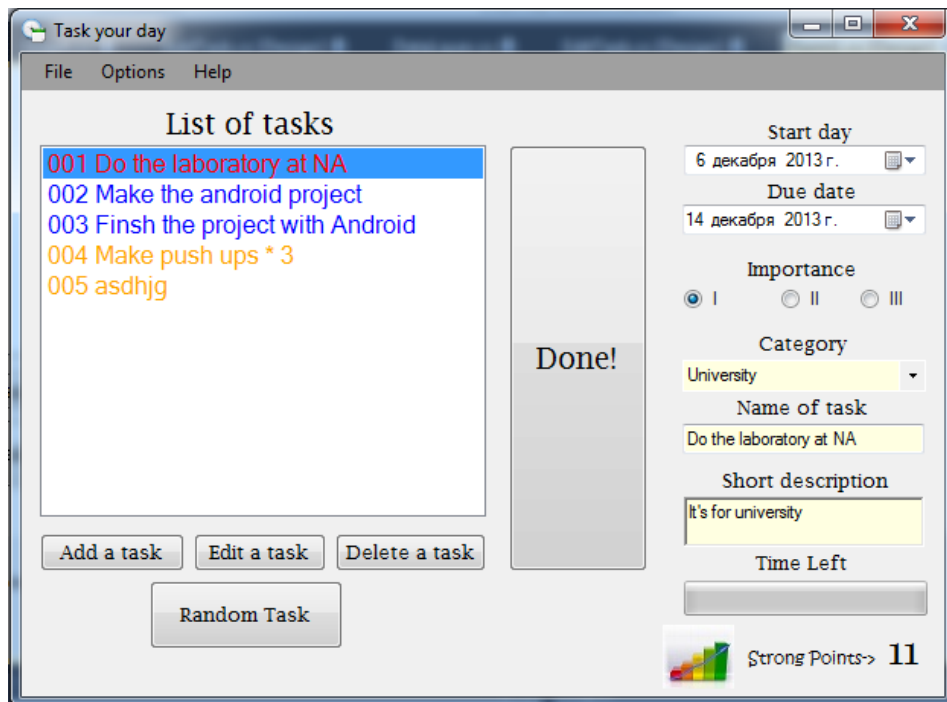 Task your day
File Options Help
List of tasks
001 Do the laboratory at NA
002 Make the android project
003 Finsh the project with Android
004 Make push ups * 3
005 asdhjg
Add a task Edit a task Delete a task
Random Task
Done!
Start day
6 декабря 2013 г.
Due date
14 декабря 2013 г.
Importance
I II III
Category
University
Name of task
Do the laboratory at NA
Short description
It's for university
Time Left
Strong Points-> 11